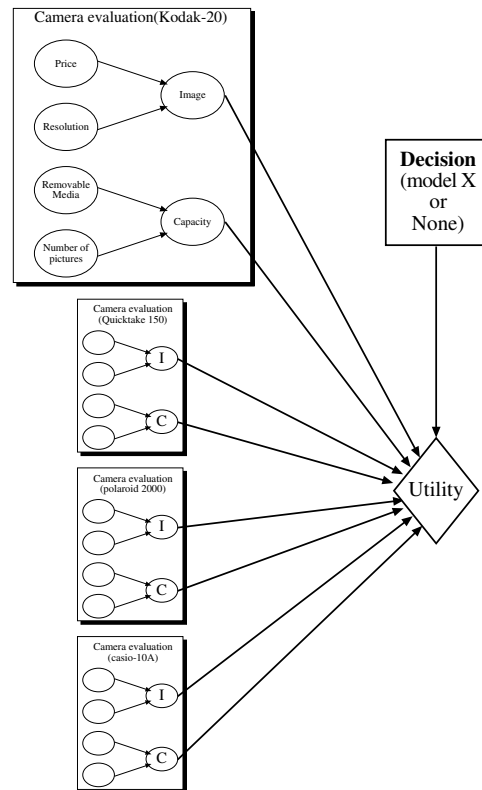 Camera evaluation(Kodak-20)
Price
Image
Resolution
Removable
Media
Capacity
Number of
pictures
Decision
(model X
or
None)
Camera evaluation
(Quicktake 150)
I
C
Utility
Camera evaluation
(polaroid 2000)
I
C
Camera evaluation
(casio-10A)
I
C